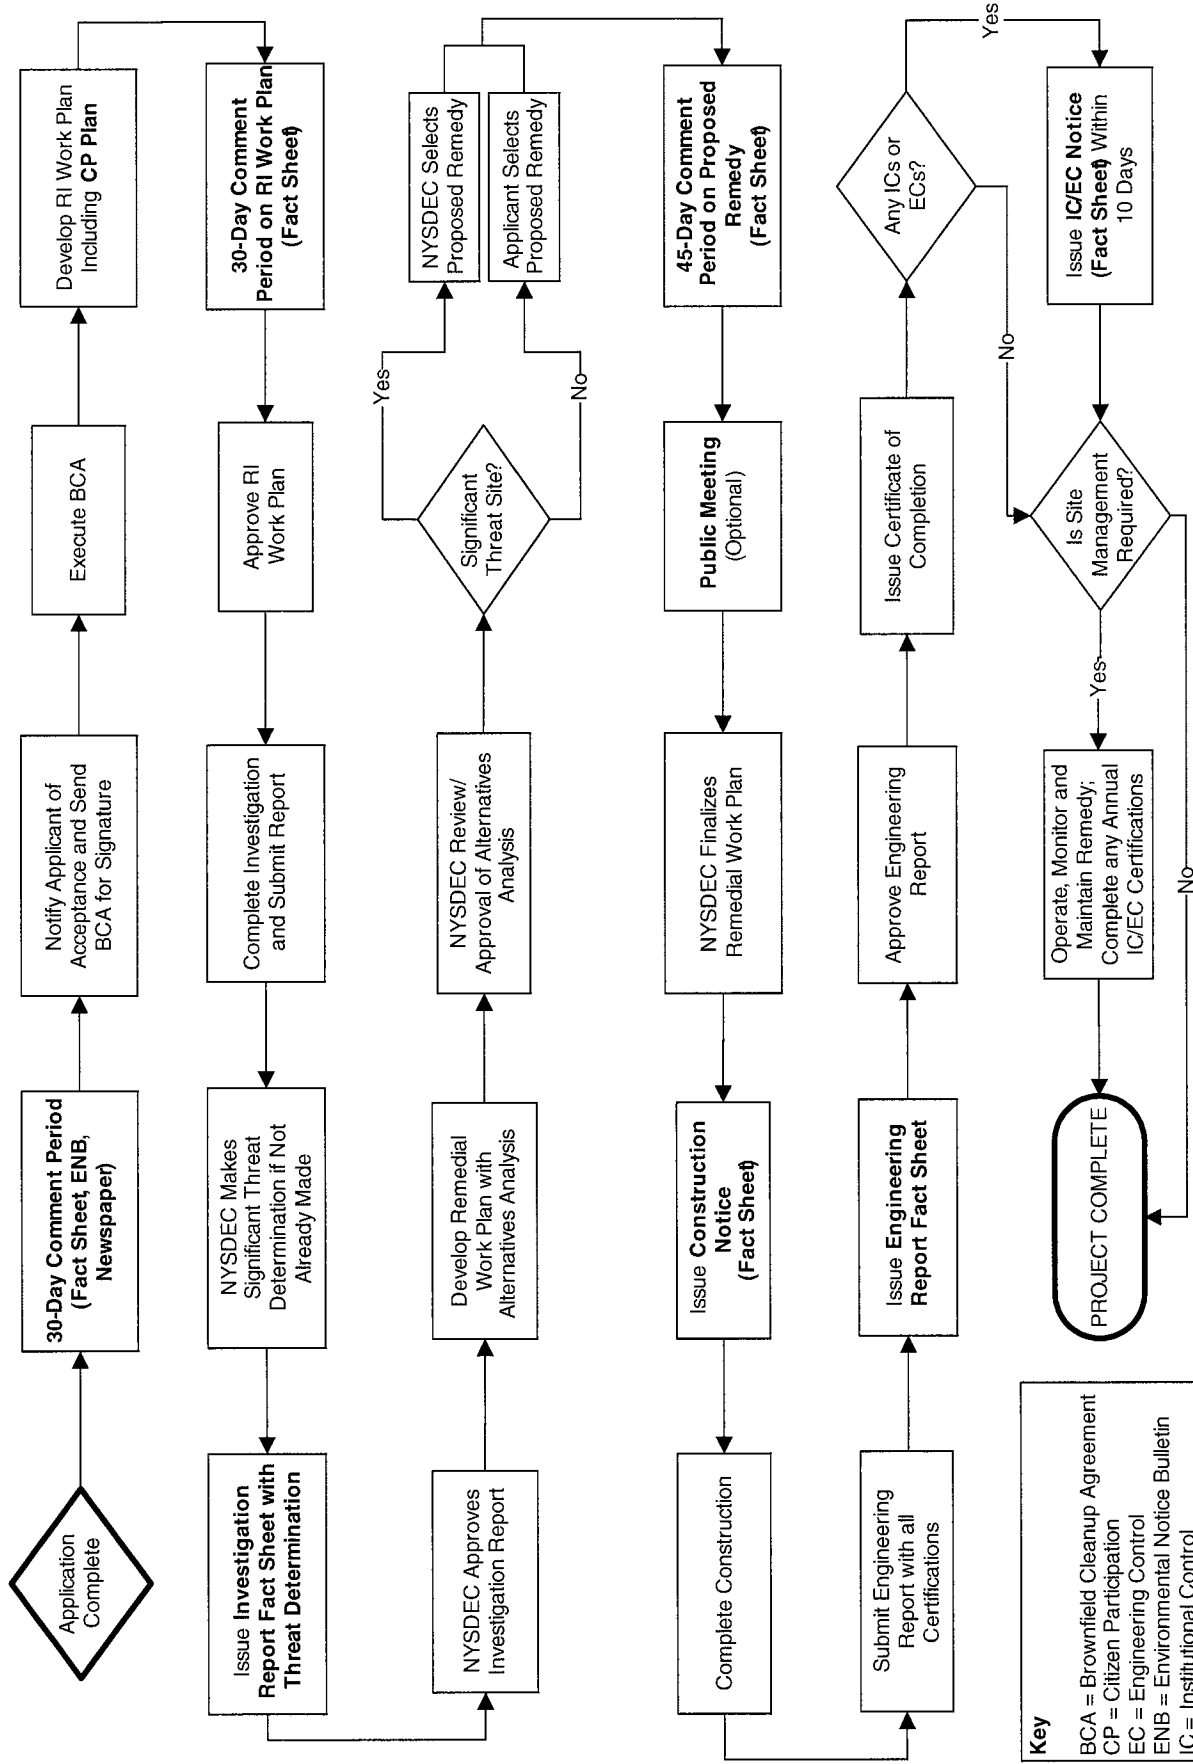 Application
Complete
30-Day Comment Period
(Fact Sheet, ENB,
Newspaper)
Notify Applicant of
Acceptance and Send
BCA for Signature
Execute BCA
Develop RI Work Plan
Including CP Plan
30-Day Comment
Period on RI Work Plan
(Fact Sheet)
Approve RI
Work Plan
Complete Investigation
and Submit Report
NYSDEC Makes
Significant Threat
Determination if Not
Already Made
Issue Investigation
Report Fact Sheet with
Threat Determination
NYSDEC Approves
Investigation Report
Develop Remedial
Work Plan with
Alternatives Analysis
NYSDEC Review/
Approval of Alternatives
Analysis
Significant
Threat Site?
Yes
No
NYSDEC Selects
Proposed Remedy
Applicant Selects
Proposed Remedy
45-Day Comment
Period on Proposed
Remedy
(Fact Sheet)
Public Meeting
(Optional)
NYSDEC Finalizes
Remedial Work Plan
Issue Construction
Notice
(Fact Sheet)
Complete Construction
Submit Engineering
Report with all
Certifications
Issue Engineering
Report Fact Sheet
Approve Engineering
Report
Issue Certificate of
Completion
Any ICs or
ECs?
Yes
No
Issue IC/EC Notice
(Fact Sheet) Within
10 Days
Is Site
Management
Required?
Yes
No
Operate, Monitor and
Maintain Remedy;
Complete any Annual
IC/EC Certifications
PROJECT COMPLETE
Key
BCA = Brownfield Cleanup Agreement
CP = Citizen Participation
EC = Engineering Control
ENB = Environmental Notice Bulletin
IC = Institutional Control